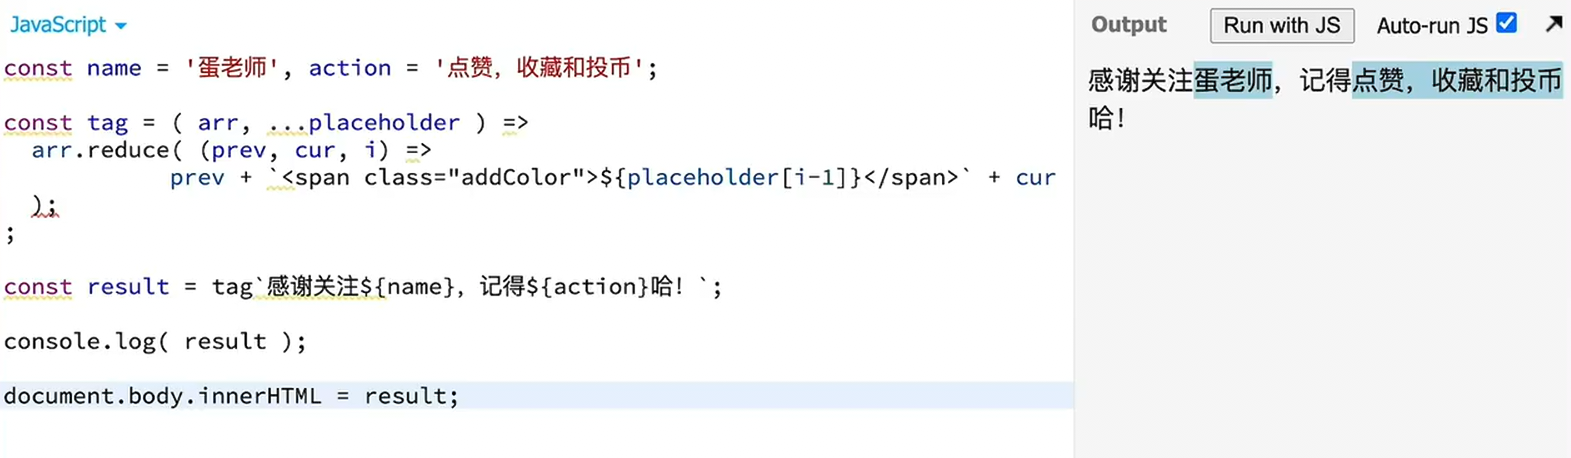 JavaScript
const name = '蛋老师', action = '点赞，收藏和投币';
const tag = ( arr, ...placeholder ) =>
arr.reduce( (prev, cur, i) =>
prev + `<span class="addColor">${placeholder[i-1]}</span>` + cur
);
;
const result = tag`感谢关注${name}，记得${action}哈！`;
console.log( result );
document.body.innerHTML = result;
Output
Run with JS
Auto-run JS
感谢关注蛋老师，记得点赞，收藏和投币
哈！